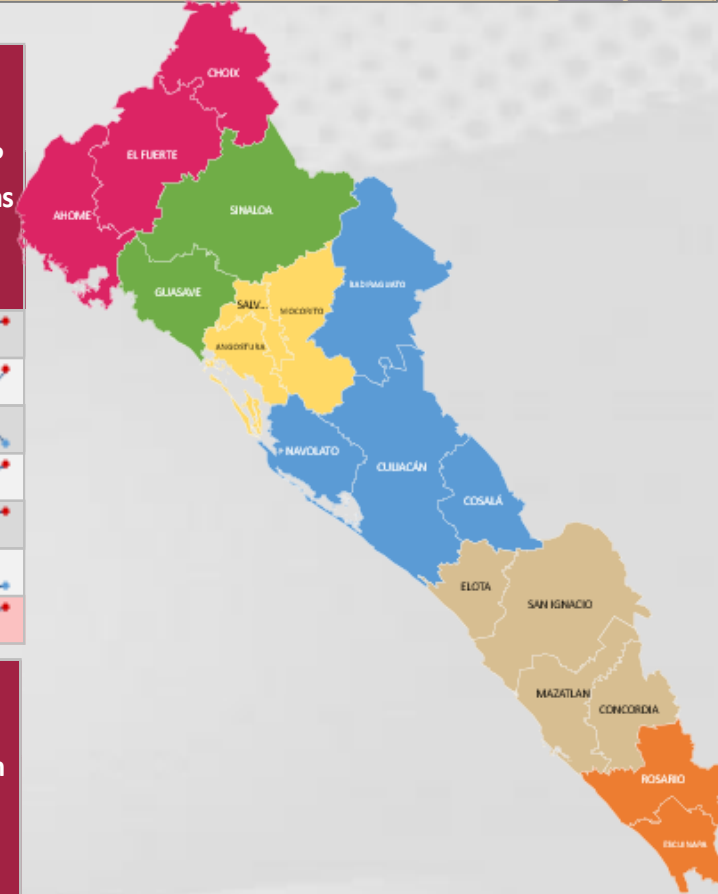 CHOIX
EL FUERTE
as
AHOME
SINALOA
BADIRAGUATO
GUASAVE
SALV...
MOCORITO
ANGOSTURA
NAVOLATO
CULIACÁN
COSALÁ
ELOTA
SAN IGNACIO
MAZATLAN
CONCORDIA
ROSARIO
ESCUINAPA